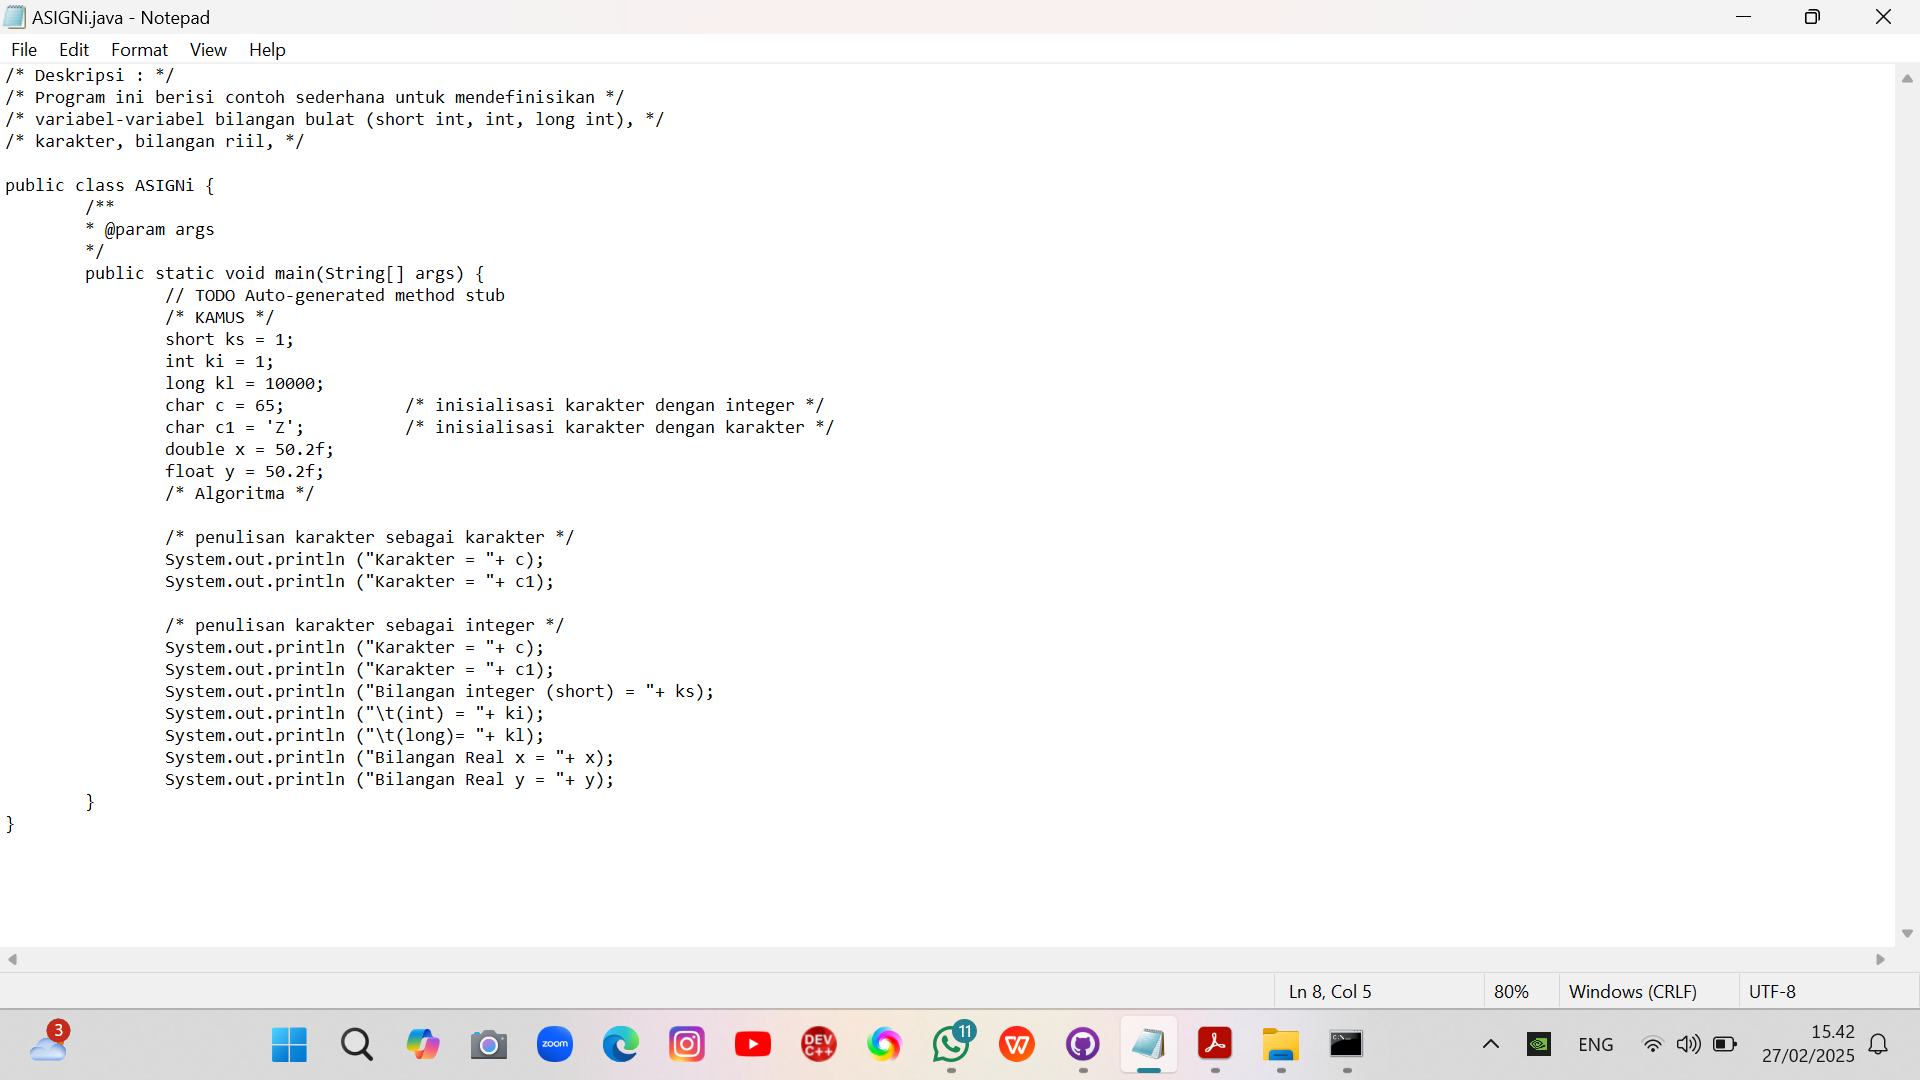 ASIGNi.java - Notepad
File Edit Format View Help
/* Deskripsi : */
/* Program ini berisi contoh sederhana untuk mendefinisikan */
/* variabel-variabel bilangan bulat (short int, int, long int), */
/* karakter, bilangan riil, */
public class ASIGNi {
/**
* @param args
*/
public static void main(String[] args) {
// TODO Auto-generated method stub
/* KAMUS */
short ks = 1;
int ki = 1;
long kl = 10000;
char c = 65; /* inisialisasi karakter dengan integer */
char c1 = 'Z'; /* inisialisasi karakter dengan karakter */
double x = 50.2f;
float y = 50.2f;
/* Algoritma */
/* penulisan karakter sebagai karakter */
System.out.println ("Karakter = "+ c);
System.out.println ("Karakter = "+ c1);
/* penulisan karakter sebagai integer */
System.out.println ("Karakter = "+ c);
System.out.println ("Karakter = "+ c1);
System.out.println ("Bilangan integer (short) = "+ ks);
System.out.println ("\t(int) = "+ ki);
System.out.println ("\t(long)= "+ kl);
System.out.println ("Bilangan Real x = "+ x);
System.out.println ("Bilangan Real y = "+ y);
}
}
Ln 8, Col 5 80% Windows (CRLF) UTF-8
3 zoom DEV C++ 11 W C:\ ENG 15.42
27/02/2025